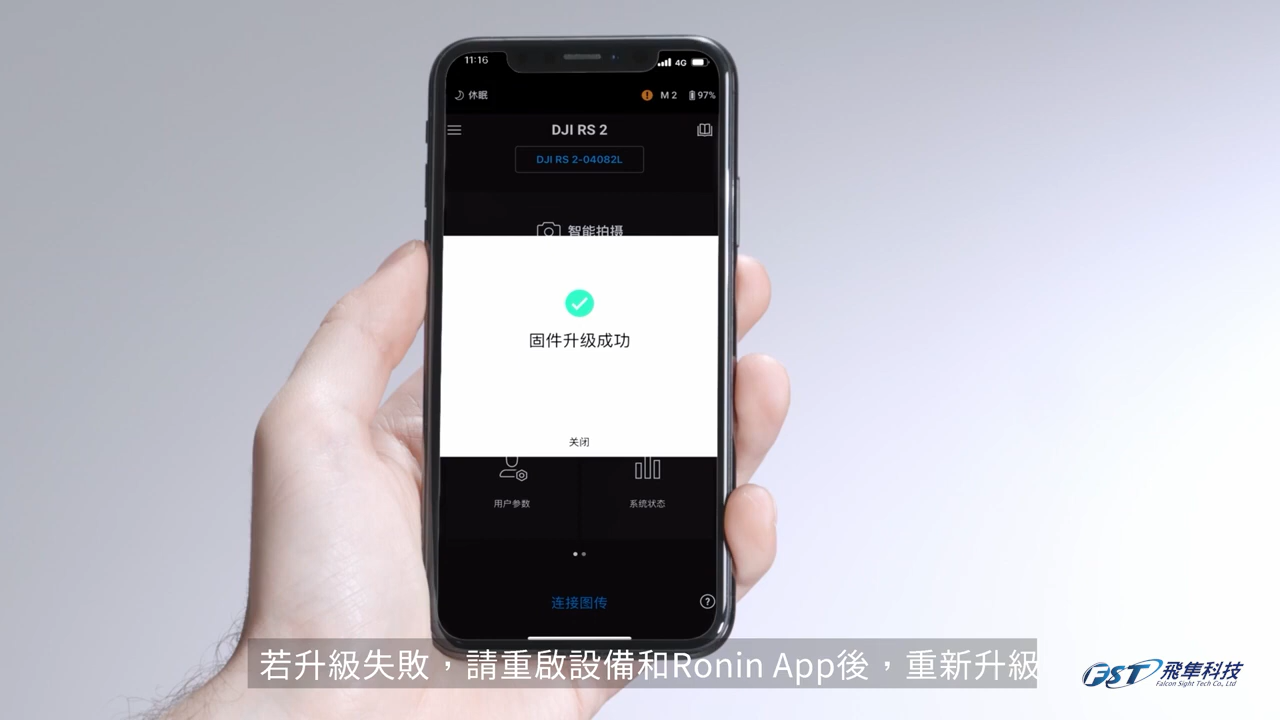 11:16
4G
休眠
M 2
97%
DJI RS 2
DJI RS 2-04082L
智能拍摄
固件升级成功
关闭
用户参数
系统状态
连接图传
若升級失敗，請重啟設備和Ronin App後，重新升級
FST 飛隼科技
Falcon Sight Tech Co., Ltd